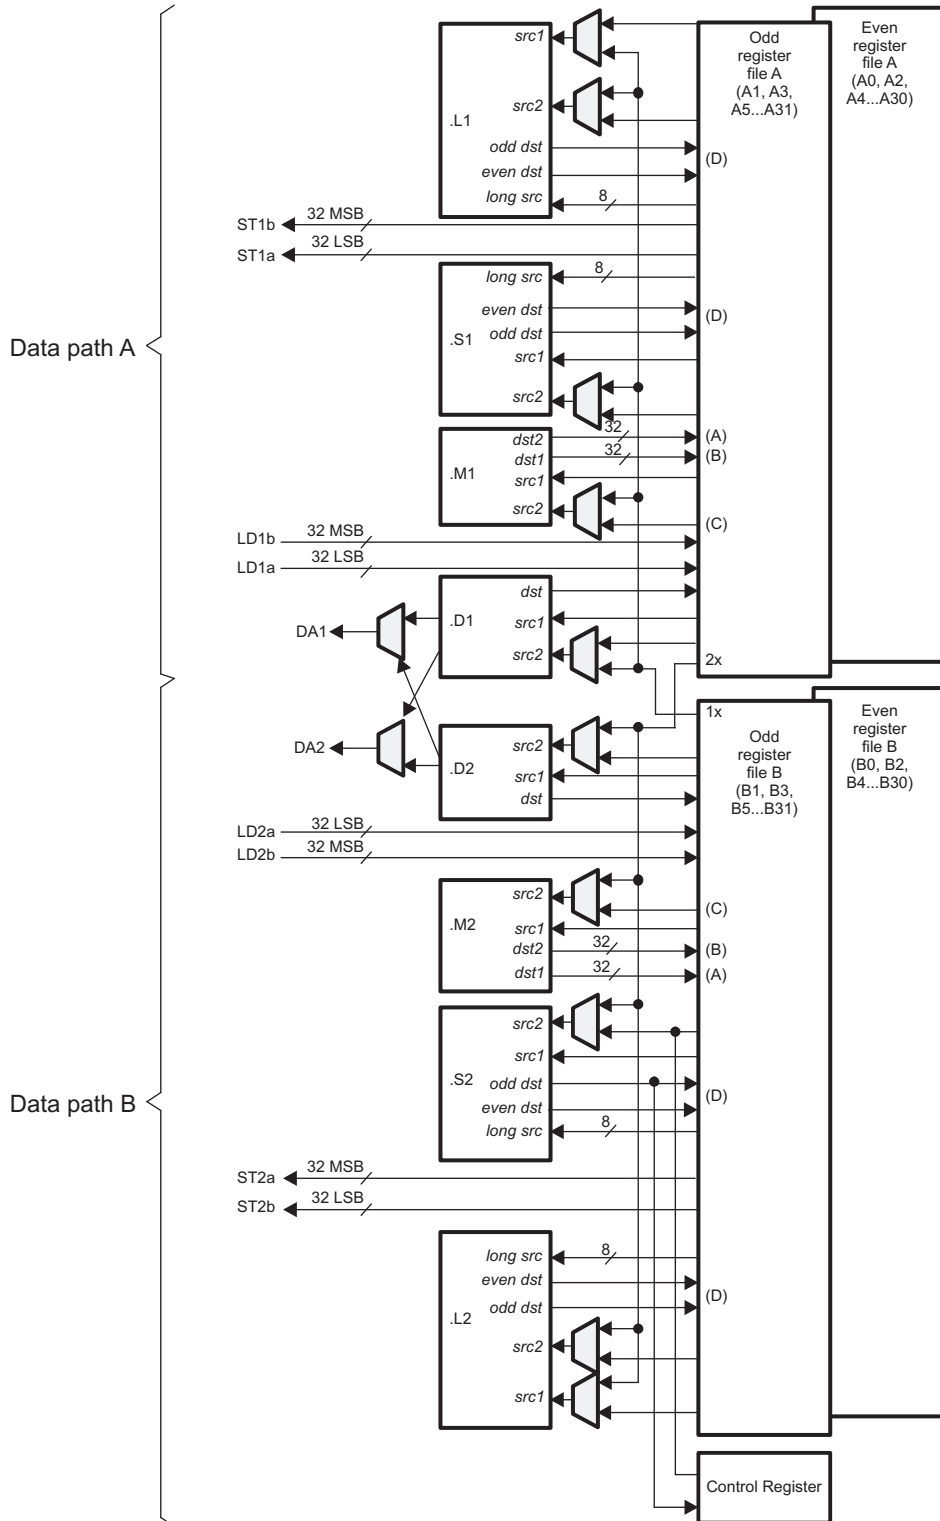 Odd
register
file A
(A1, A3,
A5...A31)
Even
register
file A
(A0, A2,
A4...A30)
src1
src2
.L1
odd dst
even dst
long src
8
(D)
ST1b
32 MSB
ST1a
32 LSB
long src
8
even dst
(D)
.S1
odd dst
src1
src2
Data path A
dst2
32
(A)
dst1
32
(B)
.M1
src1
src2
(C)
LD1b
32 MSB
LD1a
32 LSB
dst
.D1
src1
DA1
src2
2x
1x
Odd
register
file B
(B1, B3,
B5...B31)
Even
register
file B
(B0, B2,
B4...B30)
DA2
src2
.D2
src1
dst
LD2a
32 LSB
LD2b
32 MSB
src2
(C)
.M2
src1
dst2
32
(B)
dst1
32
(A)
src2
src1
.S2
odd dst
(D)
even dst
long src
8
Data path B
ST2a
32 MSB
ST2b
32 LSB
long src
8
even dst
(D)
odd dst
.L2
src2
src1
Control Register